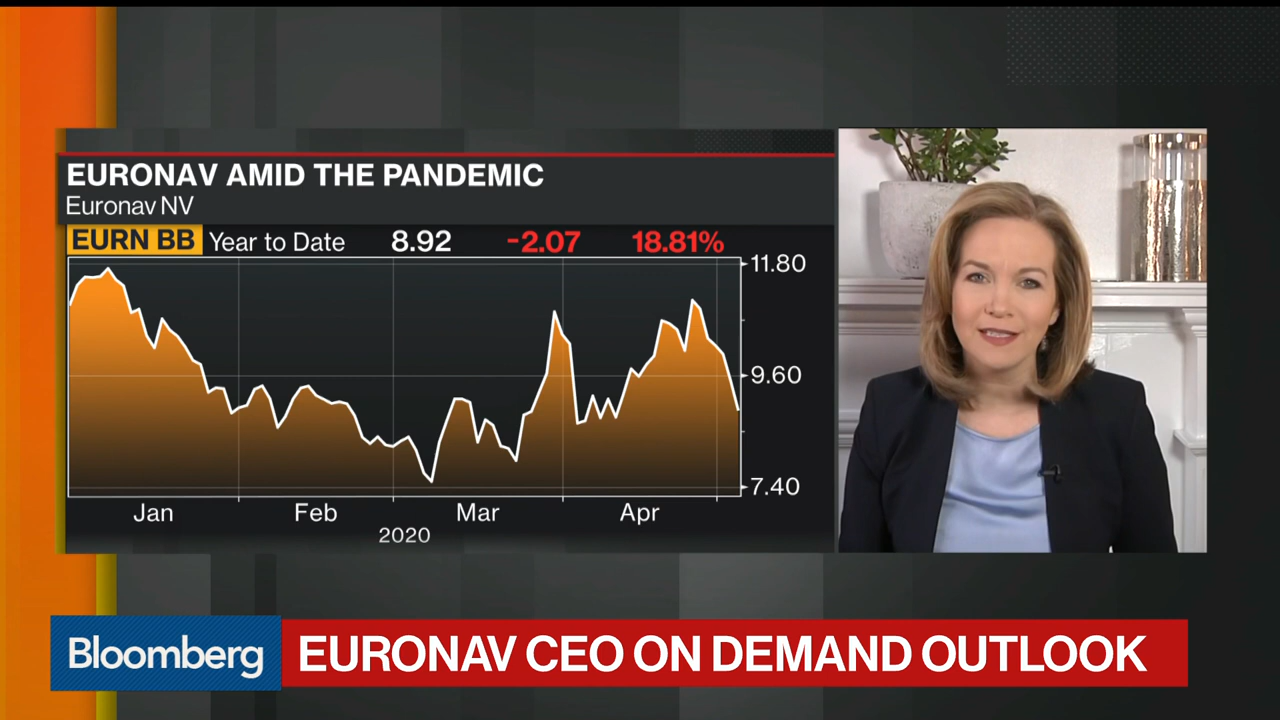 EURONAV AMID THE PANDEMIC
Euronav NV
EURN BB Year to Date 8.92 -2.07 18.81%
11.80
9.60
7.40
Jan Feb Mar Apr
2020
Bloomberg
EURONAV CEO ON DEMAND OUTLOOK